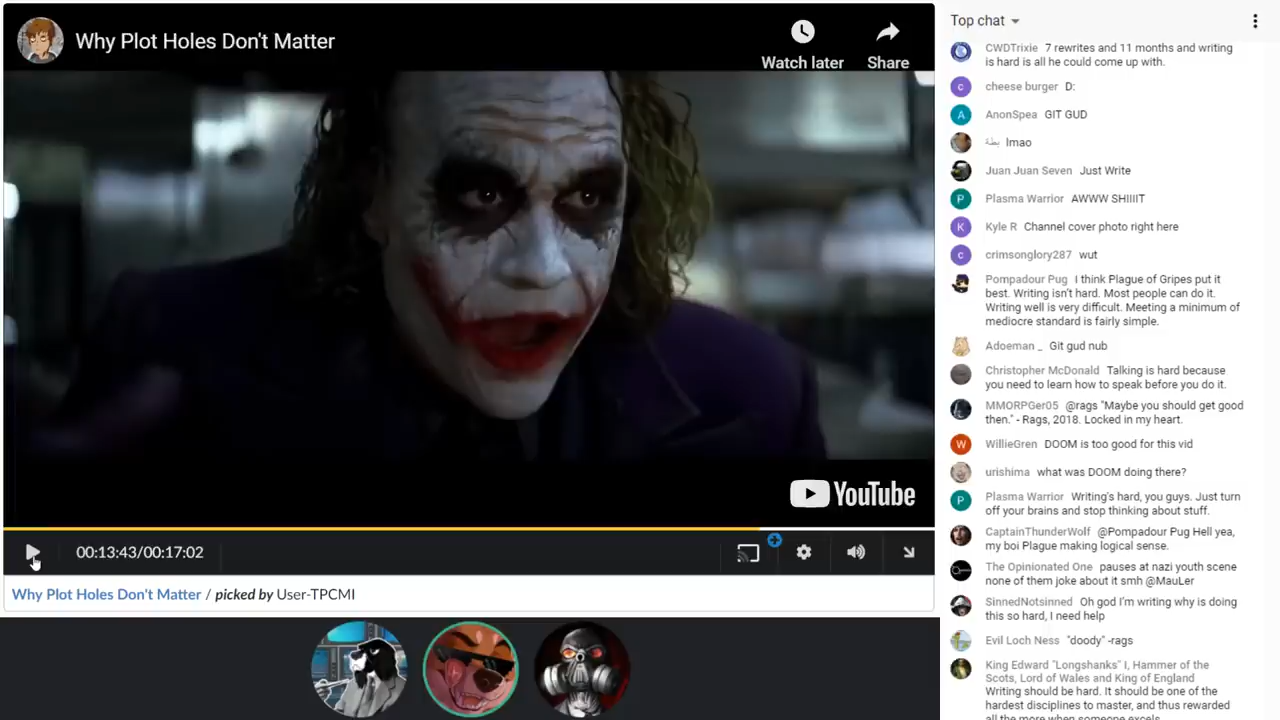 Why Plot Holes Don't Matter
Watch later
Share
YouTube
00:13:43/00:17:02
Why Plot Holes Don't Matter / picked by User-TPCMI
Top chat
CWDTrixie 7 rewrites and 11 months and writing
is hard is all he could come up with.
c cheese burger D:
A AnonSpea GIT GUD
بطة lmao
Juan Juan Seven Just Write
P Plasma Warrior AWWW SHIIIIT
K Kyle R Channel cover photo right here
c crimsonglory287 wut
Pompadour Pug I think Plague of Gripes put it
best. Writing isn't hard. Most people can do it.
Writing well is very difficult. Meeting a minimum of
mediocre standard is fairly simple.
Adoeman _ Git gud nub
Christopher McDonald Talking is hard because
you need to learn how to speak before you do it.
MMORPGer05 @rags "Maybe you should get good
then." - Rags, 2018. Locked in my heart.
W WillieGren DOOM is too good for this vid
urishima what was DOOM doing there?
P Plasma Warrior Writing's hard, you guys. Just turn
off your brains and stop thinking about stuff.
CaptainThunderWolf @Pompadour Pug Hell yea,
my boi Plague making logical sense.
The Opinionated One pauses at nazi youth scene
none of them joke about it smh @MauLer
SinnedNotsinned Oh god I'm writing why is doing
this so hard, I need help
Evil Loch Ness "doody" -rags
King Edward "Longshanks" I, Hammer of the
Scots, Lord of Wales and King of England
Writing should be hard. It should be one of the
hardest disciplines to master, and thus rewarded
all the more when someone excels